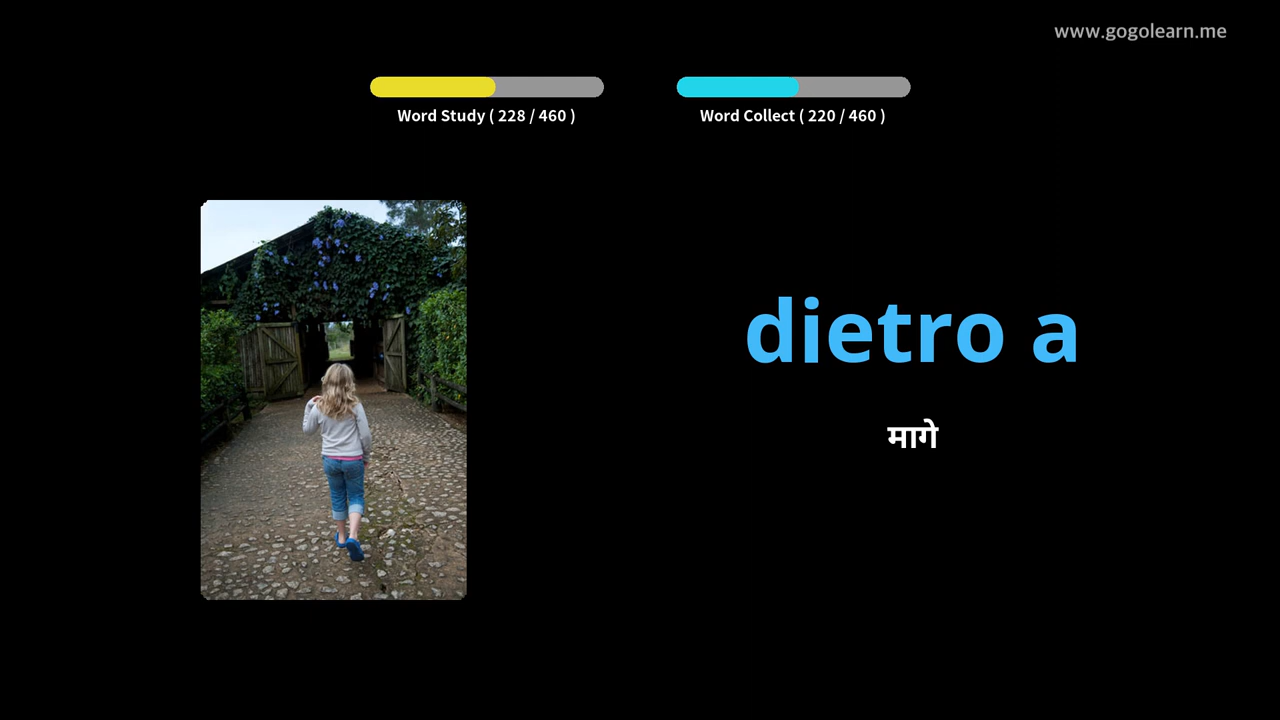 www.gogolearn.me
Word Study ( 228 / 460 )
Word Collect ( 220 / 460 )
dietro a
मागे